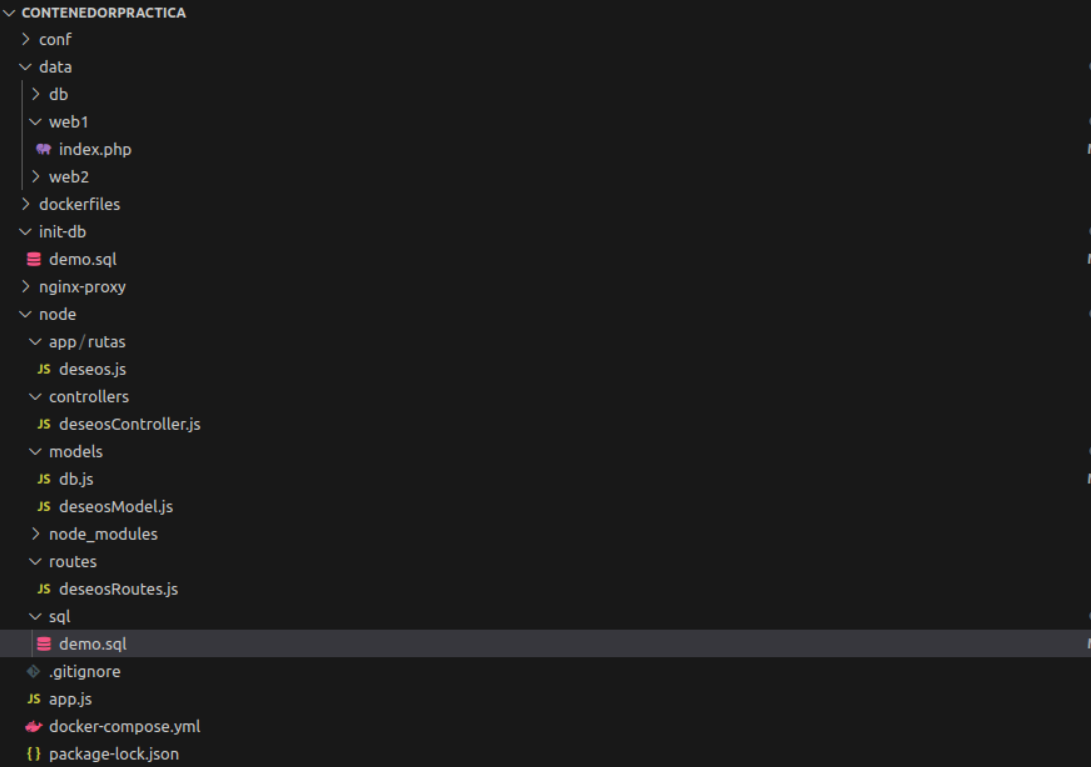 CONTENEDORPRACTICA
conf
data
db
web1
index.php
web2
dockerfiles
init-db
demo.sql
nginx-proxy
node
app/rutas
JS deseos.js
controllers
JS deseosController.js
models
JS db.js
JS deseosModel.js
node_modules
routes
JS deseosRoutes.js
sql
demo.sql
.gitignore
JS app.js
docker-compose.yml
{} package-lock.json